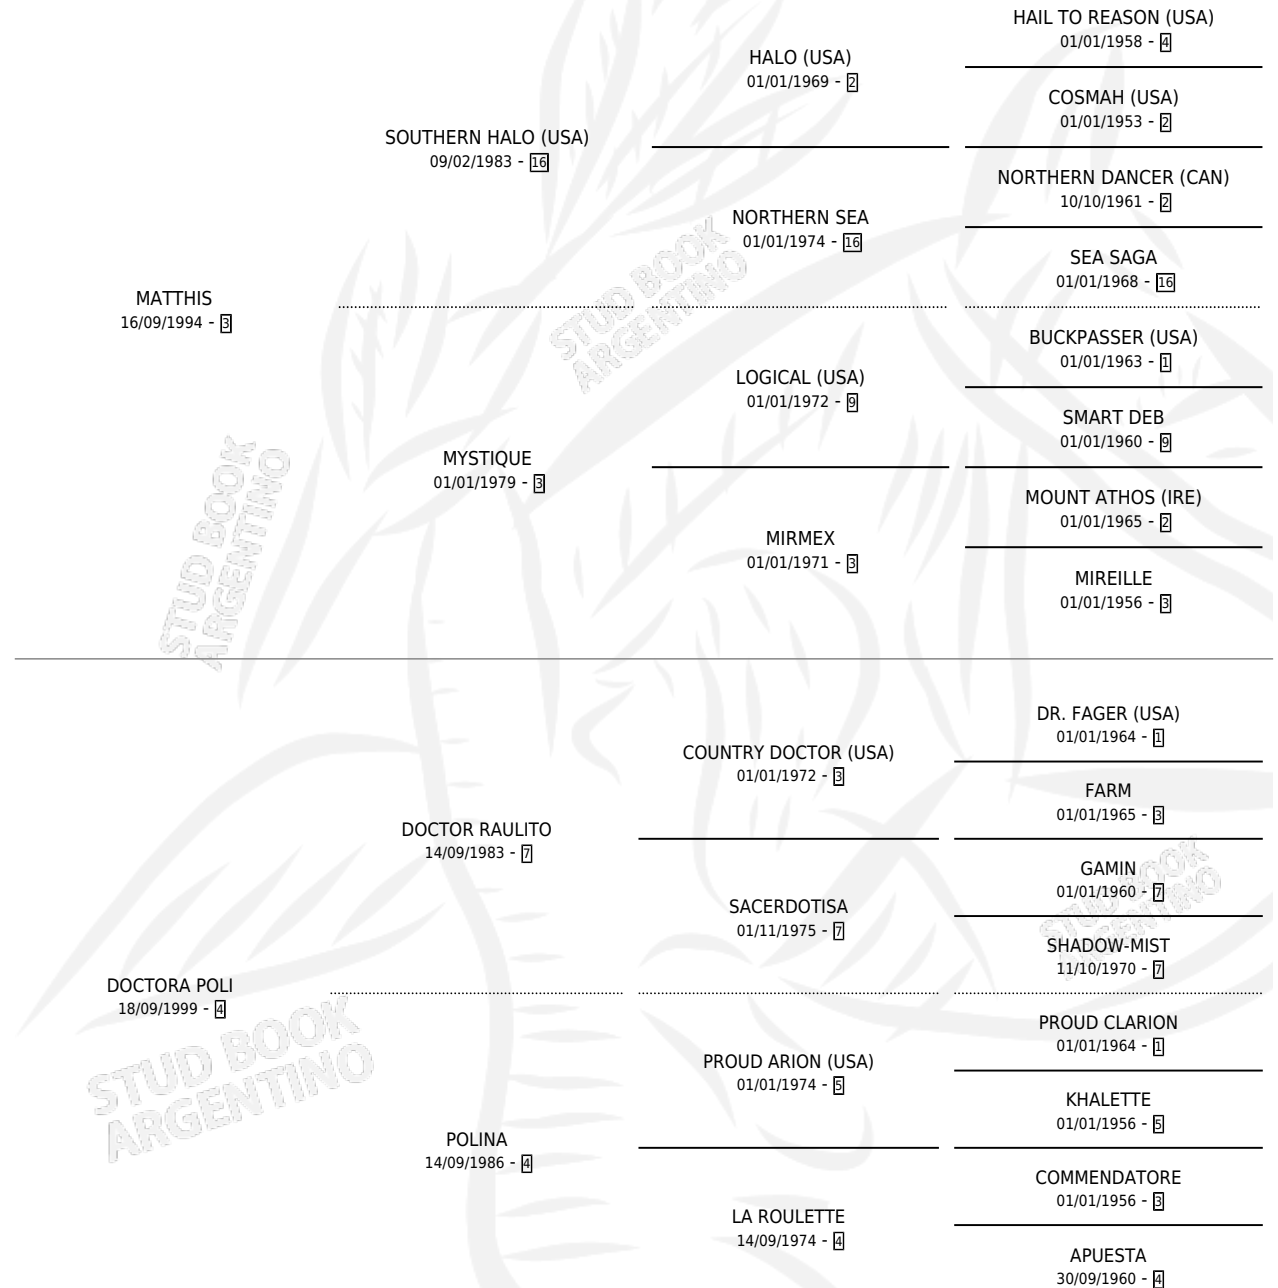 HAIL TO REASON (USA)
01/01/1958 - 4
HALO (USA)
01/01/1969 - 2
COSMAH (USA)
01/01/1953 - 2
SOUTHERN HALO (USA)
09/02/1983 - 16
NORTHERN DANCER (CAN)
10/10/1961 - 2
NORTHERN SEA
01/01/1974 - 16
SEA SAGA
01/01/1968 - 16
MATTHIS
16/09/1994 - 3
STUD BOOK
ARGENTINO
BUCKPASSER (USA)
01/01/1963 - 1
LOGICAL (USA)
01/01/1972 - 9
SMART DEB
01/01/1960 - 9
MYSTIQUE
01/01/1979 - 3
MOUNT ATHOS (IRE)
01/01/1965 - 2
MIRMEX
01/01/1971 - 3
MIREILLE
01/01/1956 - 3
STUD BOOK
ARGENTINO
DR. FAGER (USA)
01/01/1964 - 1
COUNTRY DOCTOR (USA)
01/01/1972 - 3
FARM
01/01/1965 - 3
DOCTOR RAULITO
14/09/1983 - 7
GAMIN
01/01/1960 - 7
SACERDOTISA
01/11/1975 - 7
SHADOW-MIST
11/10/1970 - 7
STUD BOOK
ARGENTINO
DOCTORA POLI
18/09/1999 - 4
PROUD CLARION
01/01/1964 - 1
PROUD ARION (USA)
01/01/1974 - 5
KHALETTE
01/01/1956 - 5
POLINA
14/09/1986 - 4
COMMENDATORE
01/01/1956 - 3
LA ROULETTE
14/09/1974 - 4
APUESTA
30/09/1960 - 4
STUD BOOK
ARGENTINO